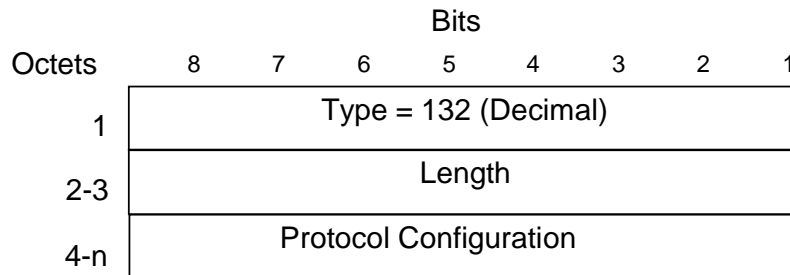 Bits
Octets 8 7 6 5 4 3 2 1
1 Type = 132 (Decimal)
2-3 Length
4-n Protocol Configuration